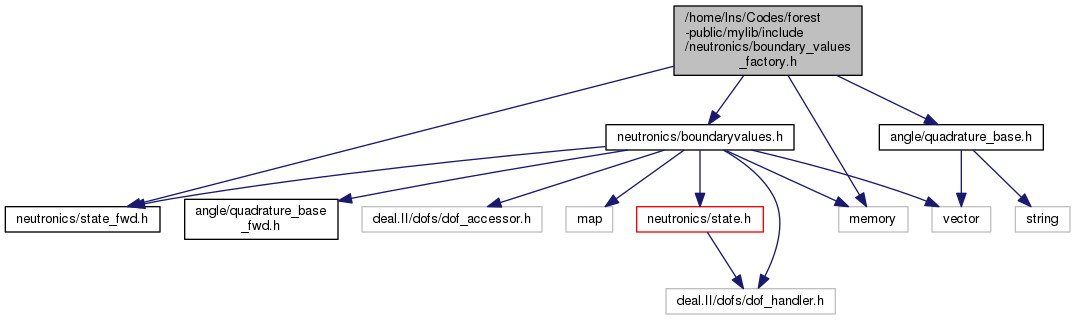 /home/lns/Codes/forest
-public/mylib/include
/neutronics/boundary_values
_factory.h
neutronics/boundaryvalues.h
angle/quadrature_base.h
neutronics/state_fwd.h
angle/quadrature_base
_fwd.h
deal.II/dofs/dof_accessor.h
map
neutronics/state.h
memory
vector
string
deal.II/dofs/dof_handler.h